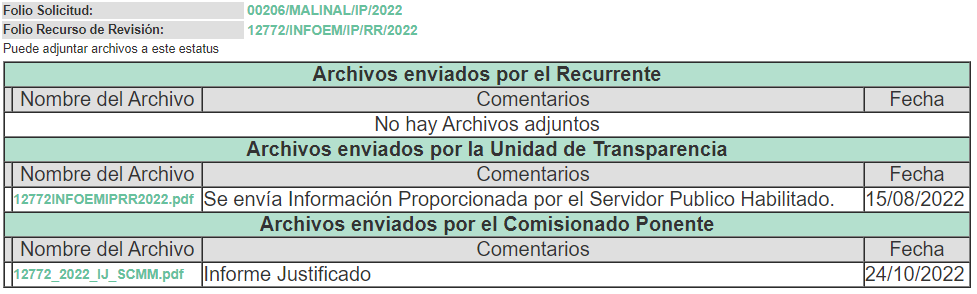 Folio Solicitud: 00206/MALINAL/IP/2022
Folio Recurso de Revisión: 12772/INFOEM/IP/RR/2022
Puede adjuntar archivos a este estatus
Archivos enviados por el Recurrente
Nombre del Archivo Comentarios Fecha
No hay Archivos adjuntos
Archivos enviados por la Unidad de Transparencia
Nombre del Archivo Comentarios Fecha
12772INFOEMIPRR2022.pdf Se envía Información Proporcionada por el Servidor Publico Habilitado. 15/08/2022
Archivos enviados por el Comisionado Ponente
Nombre del Archivo Comentarios Fecha
12772_2022_IJ_SCMM.pdf Informe Justificado 24/10/2022